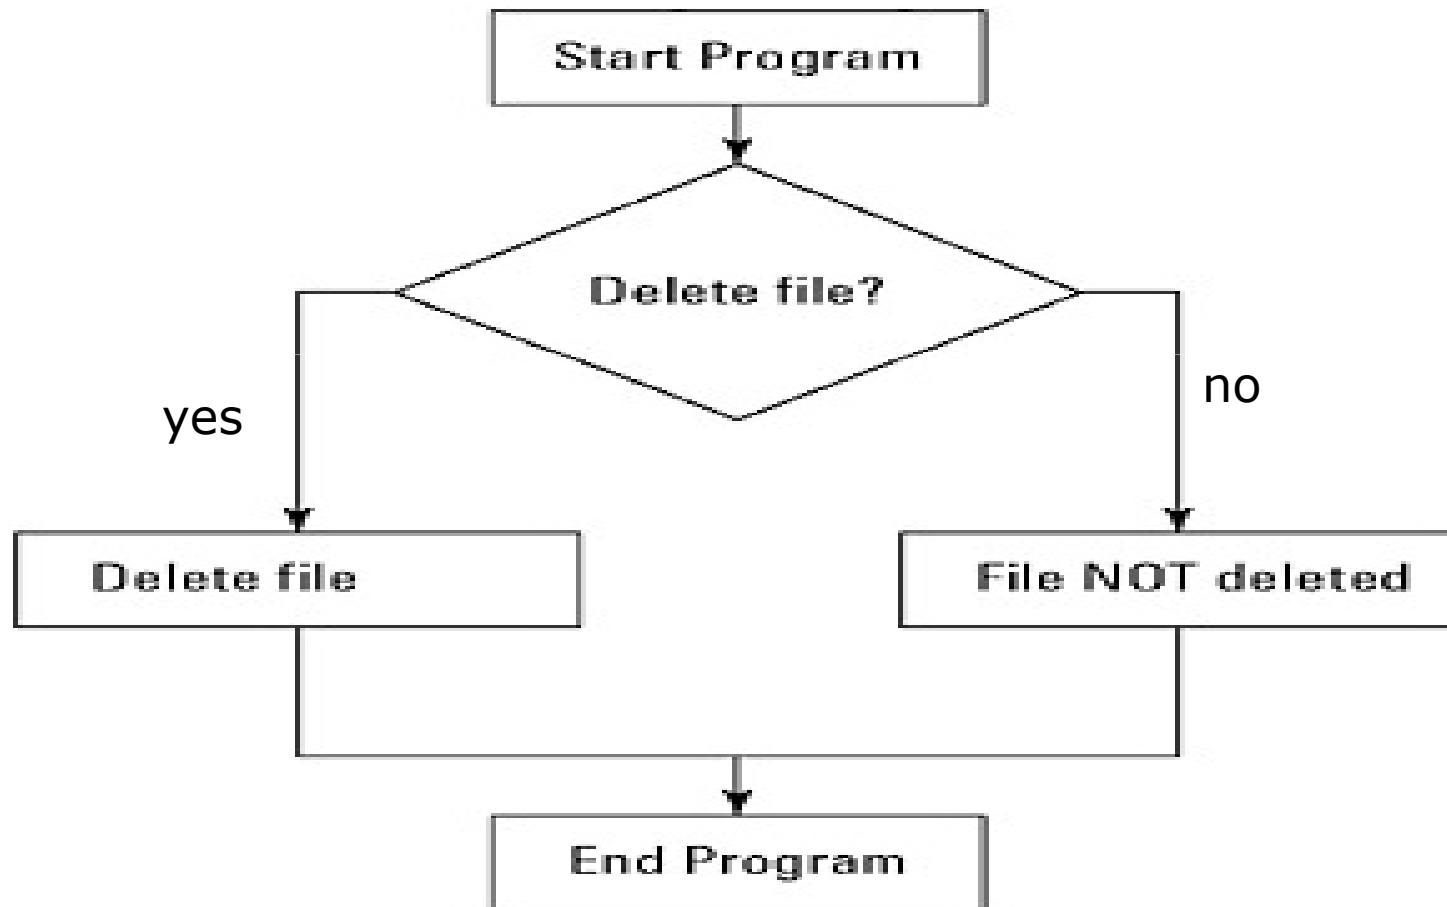 Start Program
Delete file?
yes
no
Delete file
File NOT deleted
End Program